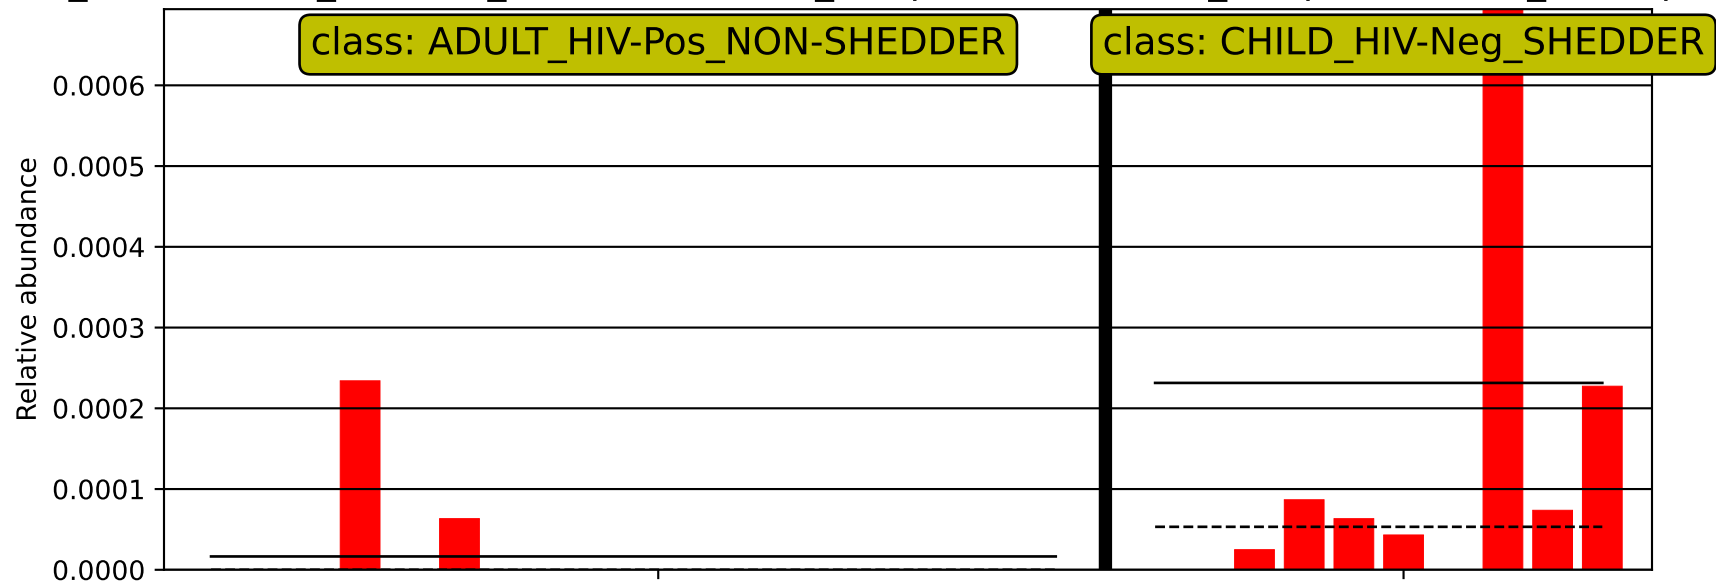 class: ADULT_HIV-Pos_NON-SHEDDER
class: CHILD_HIV-Neg_SHEDDER
Relative abundance
0.0006
0.0005
0.0004
0.0003
0.0002
0.0001
0.0000